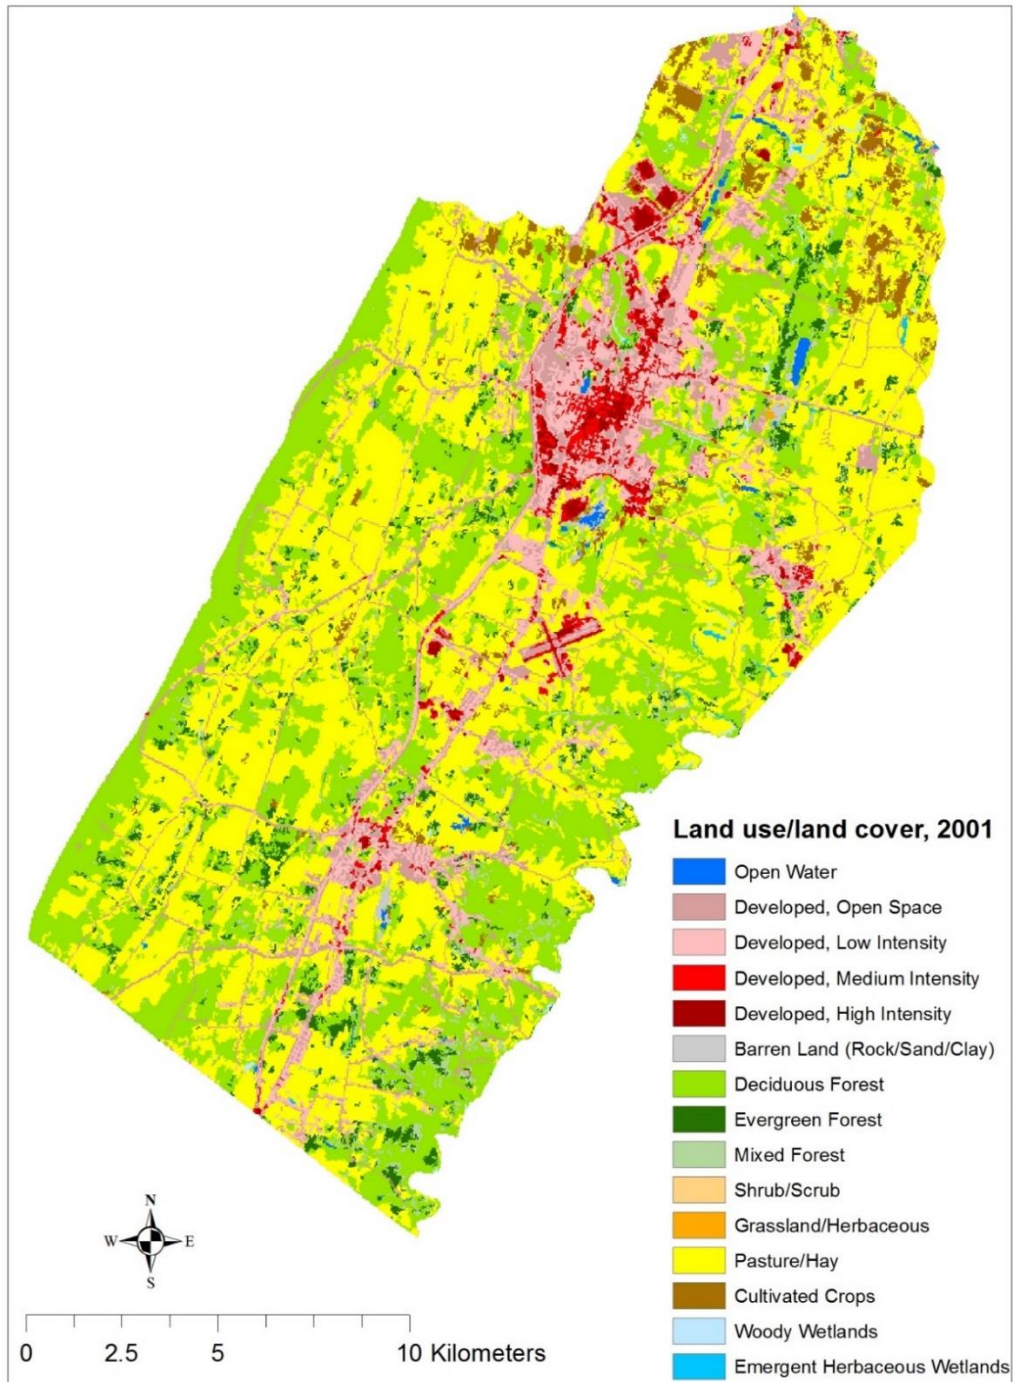 Land use/land cover, 2001
Open Water
Developed, Open Space
Developed, Low Intensity
Developed, Medium Intensity
Developed, High Intensity
Barren Land (Rock/Sand/Clay)
Deciduous Forest
Evergreen Forest
Mixed Forest
Shrub/Scrub
Grassland/Herbaceous
Pasture/Hay
Cultivated Crops
Woody Wetlands
Emergent Herbaceous Wetlands
N
W E
S
0 2.5 5 10 Kilometers